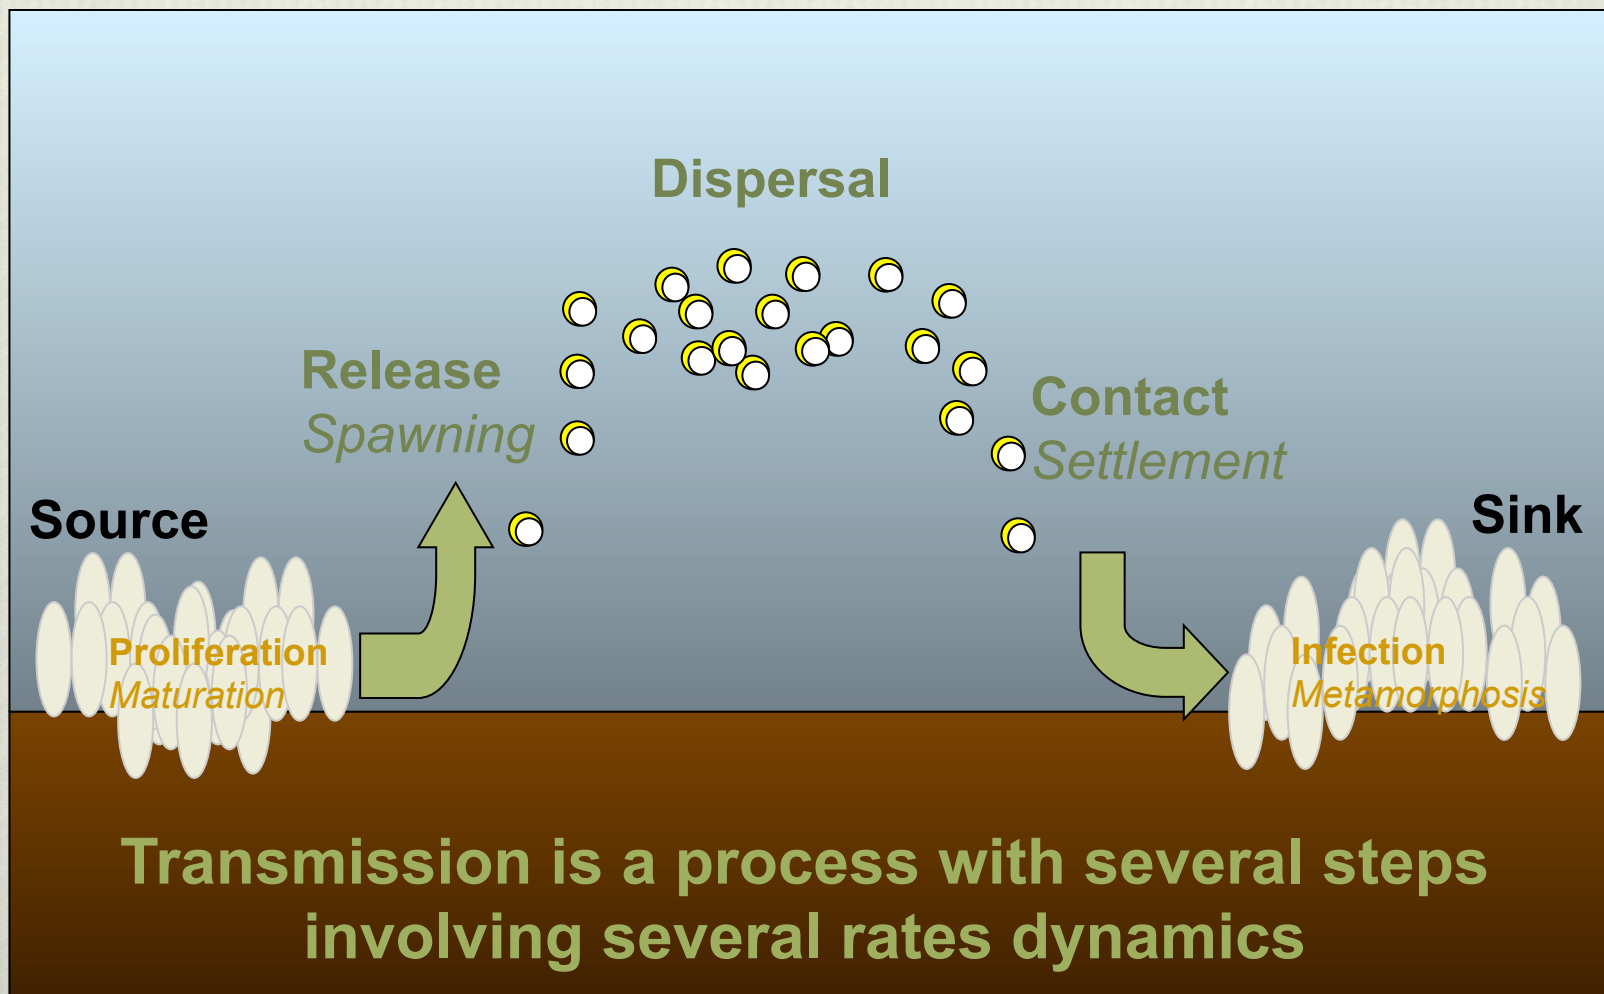 Dispersal
Release
Spawning
Contact
Settlement
Source
Sink
Proliferation
Maturation
Infection
Metamorphosis
Transmission is a process with several steps
involving several rates dynamics